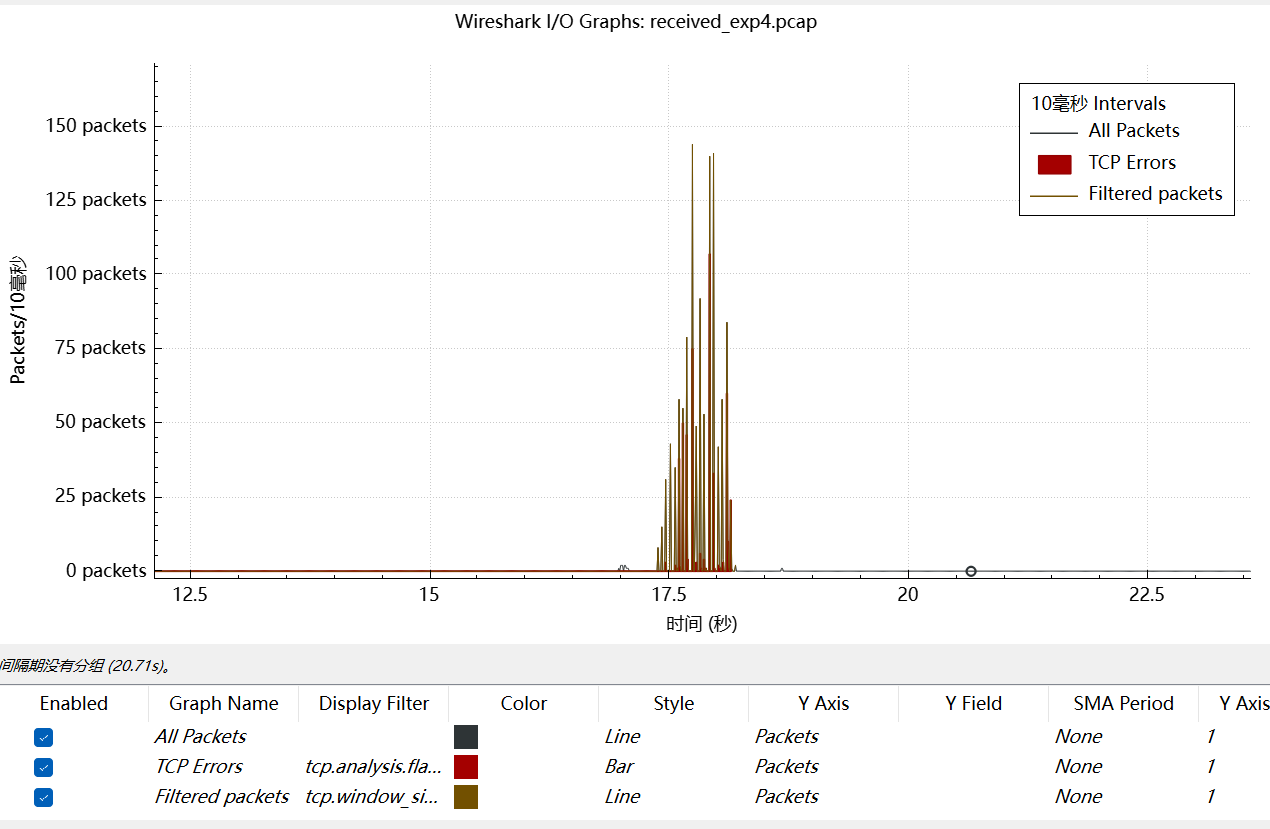 Wireshark I/O Graphs: received_exp4.pcap
10毫秒 Intervals
All Packets
TCP Errors
Filtered packets
150 packets
125 packets
100 packets
75 packets
50 packets
25 packets
0 packets
Packets/10毫秒
12.5 15 17.5 20 22.5
时间 (秒)
间隔期没有分组 (20.71s)。
Enabled Graph Name Display Filter Color Style Y Axis Y Field SMA Period Y Axis
All Packets Line Packets None 1
TCP Errors tcp.analysis.fla... Bar Packets None 1
Filtered packets tcp.window_si... Line Packets None 1